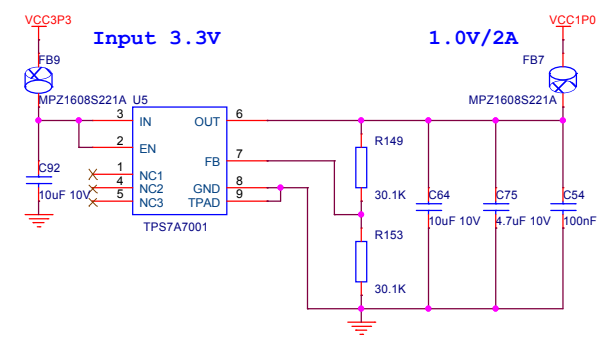 VCC3P3
VCC1P0
Input 3.3V
1.0V/2A
FB9
FB7
MPZ1608S221A
U5
MPZ1608S221A
3
IN
OUT
6
2
EN
R149
FB
7
C92
1
NC1
GND
8
4
NC2
TPAD
9
10uF 10V
5
NC3
30.1K
C64
C75
C54
TPS7A7001
10uF 10V
4.7uF 10V
100nF
R153
30.1K